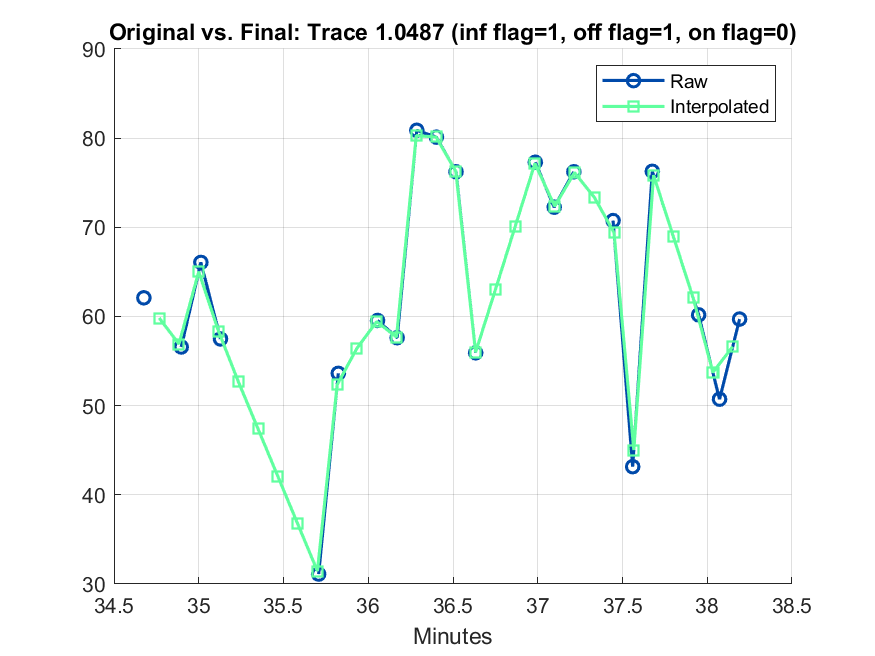 Original vs. Final: Trace 1.0487 (inf flag=1, off flag=1, on flag=0)
90
80
70
60
50
40
30
Raw
Interpolated
34.5 35 35.5 36 36.5 37 37.5 38 38.5
Minutes